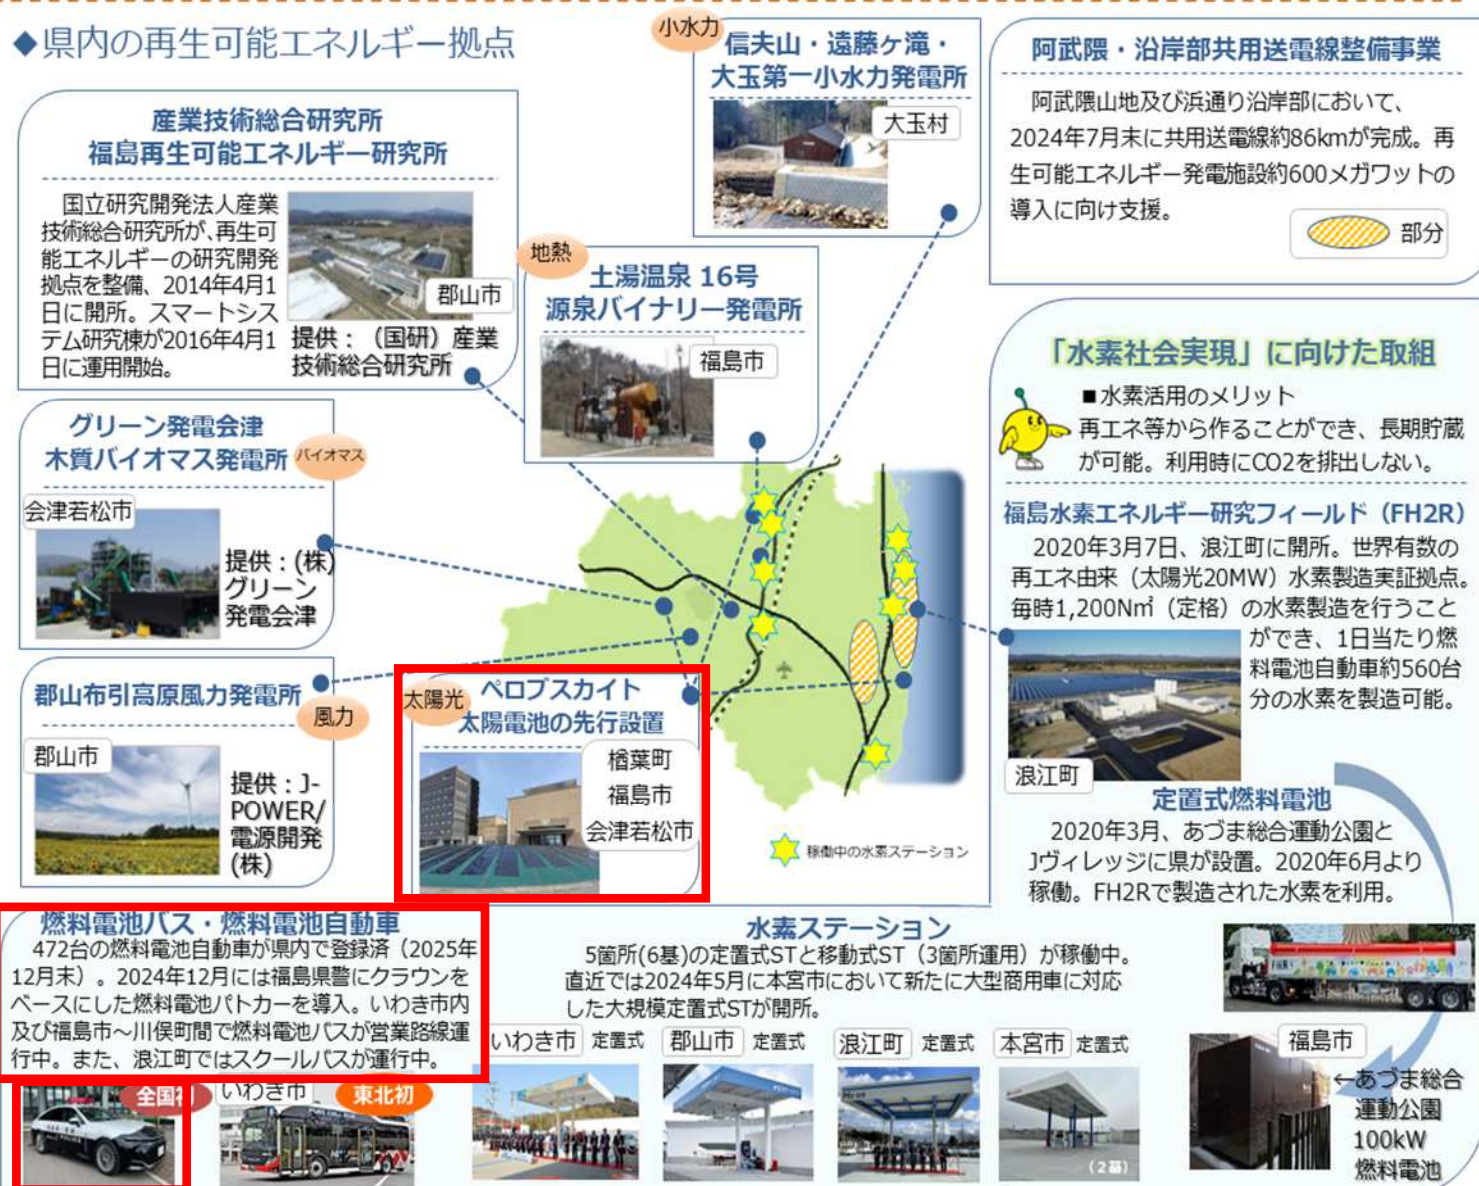 ◆県内の再生可能エネルギー拠点
産業技術総合研究所
福島再生可能エネルギー研究所
国立研究開発法人産業
技術総合研究所が、再生可
能エネルギーの研究開発
拠点を整備、2014年4月1
日に開所。スマートシス
テム研究棟が2016年4月1
日に運用開始。
郡山市
提供：（国研）産業
技術総合研究所
小水力
信夫山・遠藤ヶ滝・
大玉第一小水力発電所
大玉村
阿武隈・沿岸部共用送電線整備事業
阿武隈山地及び浜通り沿岸部において、
2024年7月末に共用送電線約86kmが完成。再
生可能エネルギー発電施設約600メガワットの
導入に向け支援。
部分
地熱
土湯温泉 16号
源泉バイナリー発電所
福島市
グリーン発電会津
木質バイオマス発電所
バイオマス
会津若松市
提供：(株)
グリーン
発電会津
郡山布引高原風力発電所
風力
郡山市
提供：J-
POWER/
電源開発
(株)
太陽光
ペロブスカイト
太陽電池の先行設置
楢葉町
福島市
会津若松市
稼働中の水素ステーション
「水素社会実現」に向けた取組
■水素活用のメリット
再エネ等から作ることができ、長期貯蔵
が可能。利用時にCO2を排出しない。
福島水素エネルギー研究フィールド（FH2R）
2020年3月7日、浪江町に開所。世界有数の
再エネ由来（太陽光20MW）水素製造実証拠点。
毎時1,200N㎥（定格）の水素製造を行うこと
ができ、1日当たり燃
料電池自動車約560台
分の水素を製造可能。
浪江町
定置式燃料電池
2020年3月、あづま総合運動公園と
Jヴィレッジに県が設置。2020年6月より
稼働。FH2Rで製造された水素を利用。
福島市
←あづま総合
運動公園
100kW
燃料電池
燃料電池バス・燃料電池自動車
472台の燃料電池自動車が県内で登録済（2025年
12月末）。2024年12月には福島県警にクラウンを
ベースにした燃料電池パトカーを導入。いわき市内
及び福島市～川俣町間で燃料電池バスが営業路線運
行中。また、浪江町ではスクールバスが運行中。
全国初
いわき市
東北初
水素ステーション
5箇所(6基)の定置式STと移動式ST（3箇所運用）が稼働中。
直近では2024年5月に本宮市において新たに大型商用車に対応
した大規模定置式STが開所。
いわき市 定置式
郡山市 定置式
浪江町 定置式
本宮市 定置式
（2基）